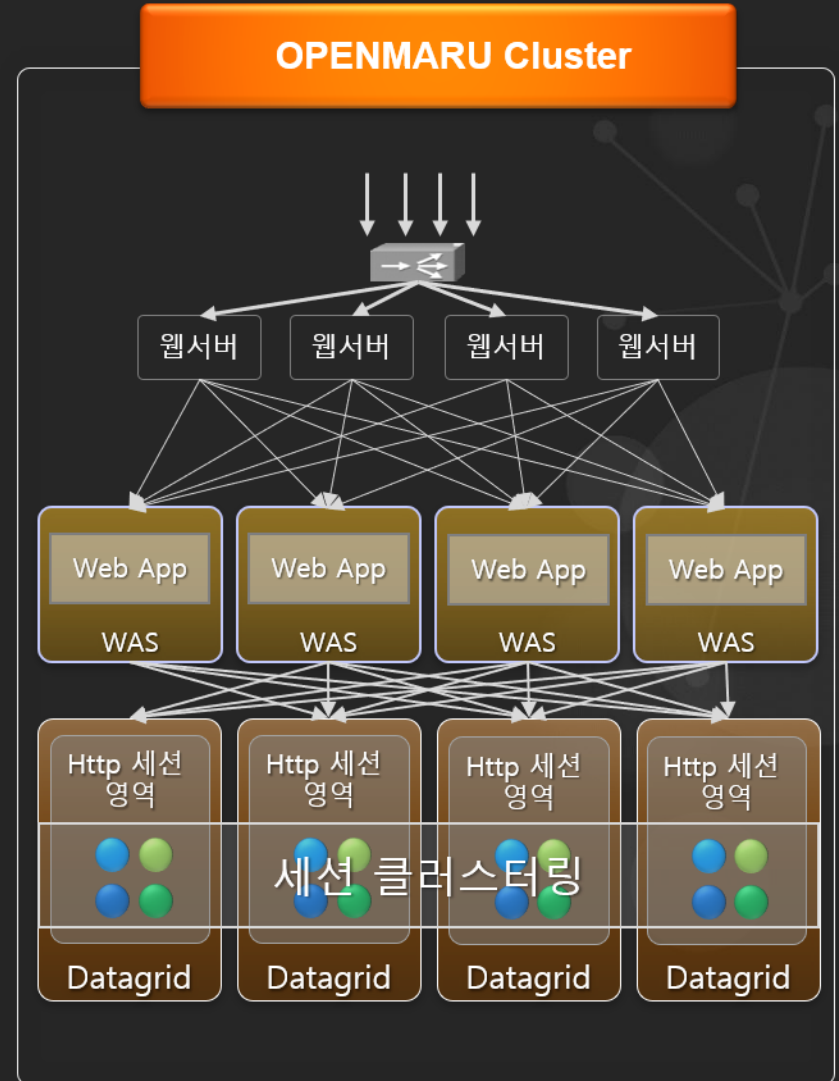 OPENMARU Cluster
웹서버 웹서버 웹서버 웹서버
Web App Web App Web App Web App
WAS WAS WAS WAS
Http 세션 Http 세션 Http 세션 Http 세션
영역 영역 영역 영역
세션 클러스터링
Datagrid Datagrid Datagrid Datagrid